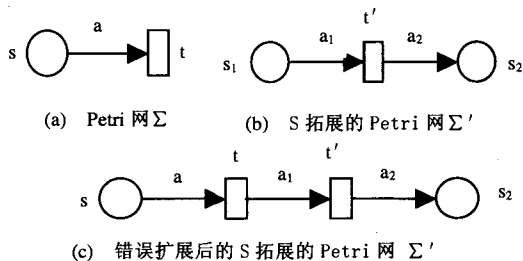 a
s
t
(a) Petri 网Σ
t′
a₁ a₂
s₁
s₂
(b) S 拓展的 Petri 网Σ′
t t′
a a₁ a₂
s
s₂
(c) 错误扩展后的 S 拓展的 Petri 网 Σ′